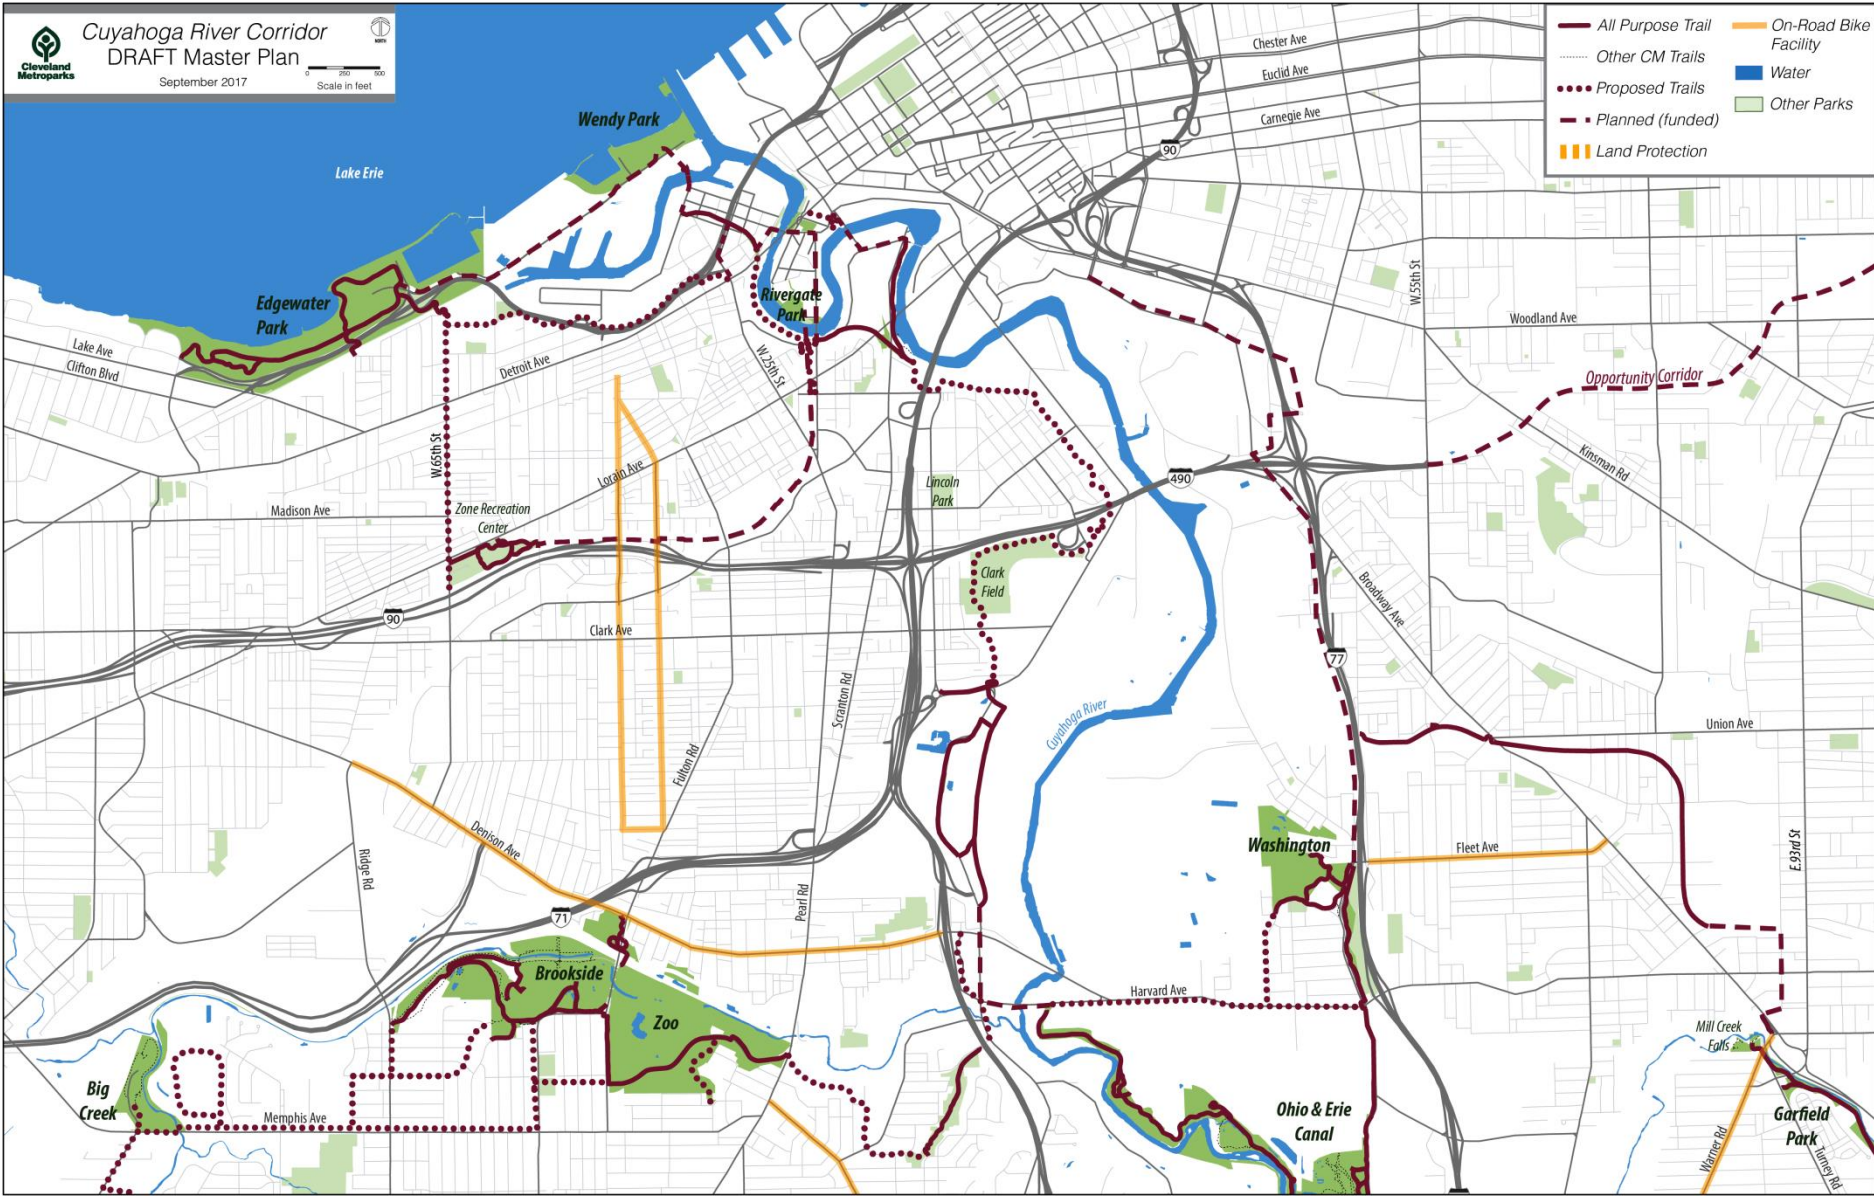 Cuyahoga River Corridor
DRAFT Master Plan
September 2017
Cleveland
Metroparks
NORTH
0 250 500
Scale in feet
All Purpose Trail
Other CM Trails
Proposed Trails
Planned (funded)
Land Protection
On-Road Bike
Facility
Water
Other Parks
Chester Ave
Euclid Ave
Carnegie Ave
90
Wendy Park
Lake Erie
Edgewater
Park
Rivergate
Park
W.55th St
Woodland Ave
Lake Ave
Clifton Blvd
Detroit Ave
W.25th St
Opportunity Corridor
W.65th St
Lorain Ave
Kinsman Rd
490
Lincoln
Park
Madison Ave
Zone Recreation
Center
Clark
Field
Broadway Ave
90
Clark Ave
77
Scranton Rd
Cuyahoga River
Union Ave
Fulton Rd
Denison Ave
Ridge Rd
Washington
Fleet Ave
E.93rd St
Pearl Rd
71
Brookside
Zoo
Harvard Ave
Mill Creek
Falls
Big
Creek
Memphis Ave
Ohio & Erie
Canal
Garfield
Park
Warner Rd
Turney Rd